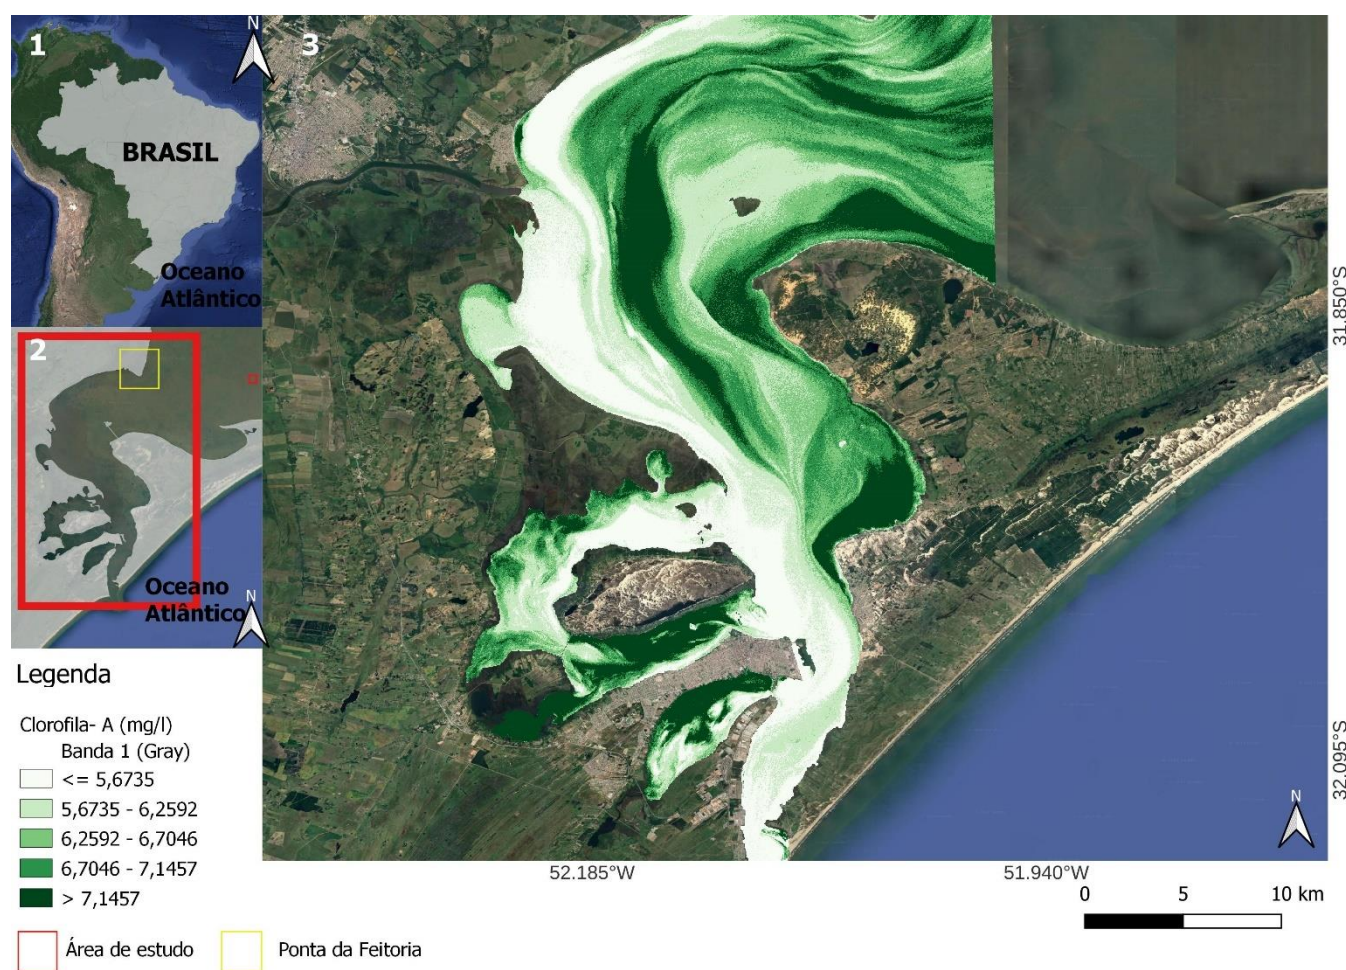 1
N
BRASIL
Oceano
Atlântico
2
Oceano
Atlântico
N
3
31.850°S
32.095°S
N
52.185°W
51.940°W
0 5 10 km
Legenda
Clorofila- A (mg/l)
Banda 1 (Gray)
<= 5,6735
5,6735 - 6,2592
6,2592 - 6,7046
6,7046 - 7,1457
> 7,1457
Área de estudo
Ponta da Feitoria